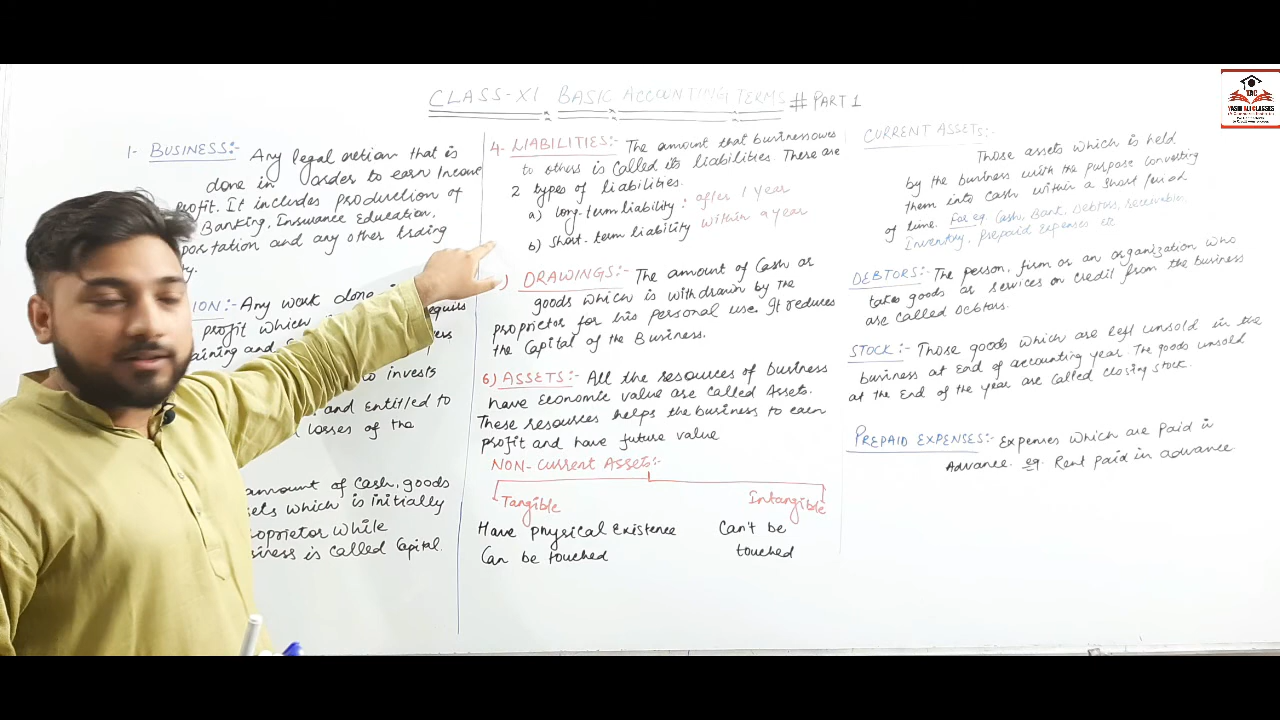 CLASS-XI BASIC ACCOUNTING TERMS # PART 1
1- BUSINESS:- Any legal action that is
done in order to earn Income
profit. It includes production of
Banking, Insurance Education,
portation and any other trading
ty.
ION:- Any work done
profit which requires
aining and
to invests
and entitled to
losses of the
amount of cash, goods
sets which is initially
oprietor while
siness is called Capital.
4- LIABILITIES:- The amount that business owes
to others is called its liabilities. There are
2 types of liabilities.
a) long-term liability: after 1 year
b) Short-term liability within a year
) DRAWINGS:- The amount of Cash or
goods which is withdrawn by the
proprietor for his personal use. It reduces
the Capital of the Business.
6) ASSETS:- All the resources of business
have Economic value are called Assets.
These resources helps the business to earn
profit and have future value
NON-Current Assets:-
Tangible Intangible
Have physical Existence Can't be
Can be touched touched
CURRENT ASSETS:-
Those assets which is held
by the business with the purpose converting
them into cash within a short period
of time. For eg. Cash, Bank, Debtors, receivables,
Inventory, Prepaid expenses etc
DEBTORS:- The person, firm or an organization who
takes goods or services on credit from the business
are called Debtors.
STOCK:- Those goods which are left unsold in the
business at End of accounting year. The goods unsold
at the End of the year are called closing stock.
PREPAID EXPENSES:- Expenses which are paid in
Advance. eg. Rent paid in advance
TAC
YASIR ALI CLASSES